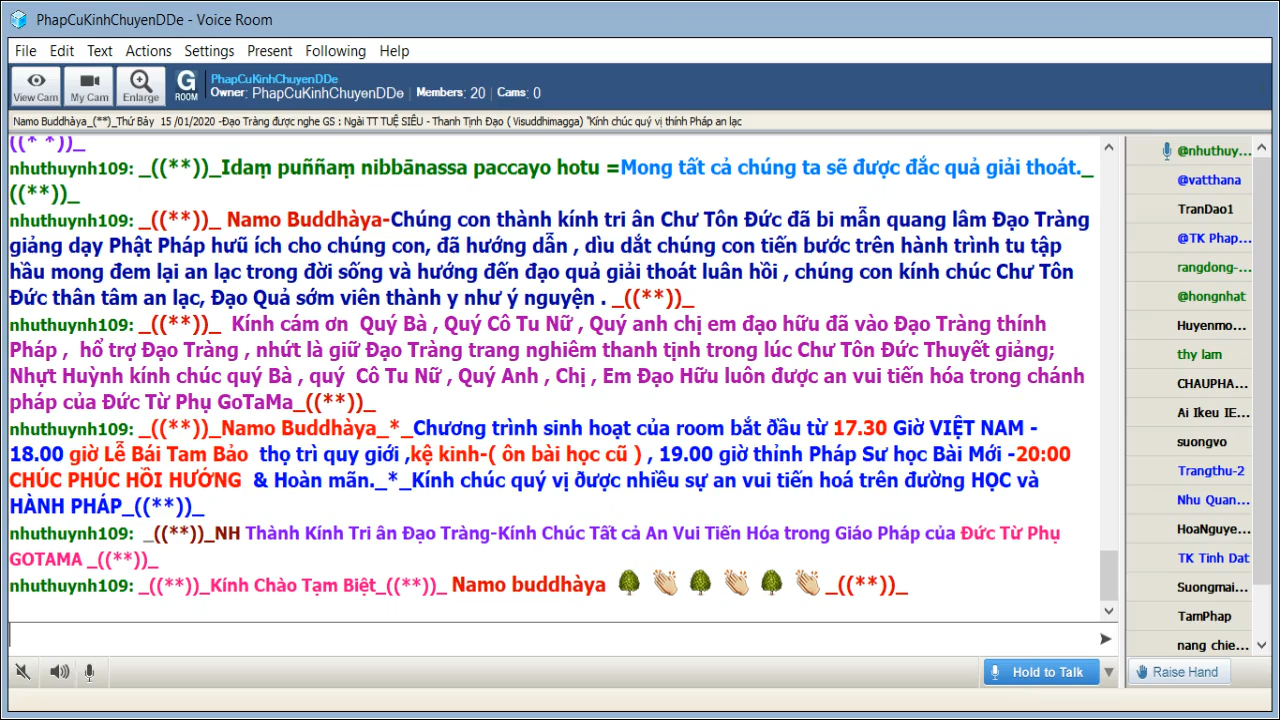 PhapCuKinhChuyenDDe - Voice Room
File Edit Text Actions Settings Present Following Help
View Cam My Cam Enlarge G ROOM PhapCuKinhChuyenDDe
Owner: PhapCuKinhChuyenDDe Members: 20 Cams: 0
Namo Buddhàya_(**)_Thứ Bảy 15 /01/2020 -Đạo Tràng được nghe GS : Ngài TT TUỆ SIÊU - Thanh Tịnh Đạo ( Visuddhimagga) "Kính chúc quý vị thính Pháp an lạc
((* *))_
nhuthuynh109: _((**))_Idaṃ puññaṃ nibbānassa paccayo hotu =Mong tất cả chúng ta sẽ được đắc quả giải thoát._
((**))_
nhuthuynh109: _((**))_ Namo Buddhàya-Chúng con thành kính tri ân Chư Tôn Đức đã bi mẫn quang lâm Đạo Tràng
giảng dạy Phật Pháp hưũ ích cho chúng con, đã hướng dẫn , dìu dắt chúng con tiến bước trên hành trình tu tập
hầu mong đem lại an lạc trong đời sống và hướng đến đạo quả giải thoát luân hồi , chúng con kính chúc Chư Tôn
Đức thân tâm an lạc, Đạo Quả sớm viên thành y như ý nguyện . _((**))_
nhuthuynh109: _((**))_ Kính cám ơn Quý Bà , Quý Cô Tu Nữ , Quý anh chị em đạo hữu đã vào Đạo Tràng thính
Pháp , hổ trợ Đạo Tràng , nhứt là giữ Đạo Tràng trang nghiêm thanh tịnh trong lúc Chư Tôn Đức Thuyết giảng;
Nhựt Huỳnh kính chúc quý Bà , quý Cô Tu Nữ , Quý Anh , Chị , Em Đạo Hữu luôn được an vui tiến hóa trong chánh
pháp của Đức Từ Phụ GoTaMa_((**))_
nhuthuynh109: _((**))_Namo Buddhàya_*_Chương trình sinh hoạt của room bắt ðầu từ 17.30 Giờ VIỆT NAM -
18.00 giờ Lễ Bái Tam Bảo thọ trì quy giới ,kệ kinh-( ôn bài học cũ ) , 19.00 giờ thỉnh Pháp Sư học Bài Mới -20:00
CHÚC PHÚC HỒI HƯỚNG & Hoàn mãn._*_Kính chúc quý vị ðược nhiều sự an vui tiến hoá trên đường HỌC và
HÀNH PHÁP_((**))_
nhuthuynh109: _((**))_NH Thành Kính Tri ân Đạo Tràng-Kính Chúc Tất cả An Vui Tiến Hóa trong Giáo Pháp của Đức Từ Phụ
GOTAMA _((**))_
nhuthuynh109: _((**))_Kính Chào Tạm Biệt_((**))_ Namo buddhàya 🌳 👏 🌳 👏 🌳 👏 _((**))_
@nhuthuy...
@vatthana
TranDao1
@TK Phap...
rangdong-...
@hongnhat
Huyenmo...
thy lam
CHAUPHA...
Ai Ikeu IE...
suongvo
Trangthu-2
Nhu Quan...
HoaNguye...
TK Tinh Dat
Suongmai...
TamPhap
nang chie...
Hold to Talk Raise Hand